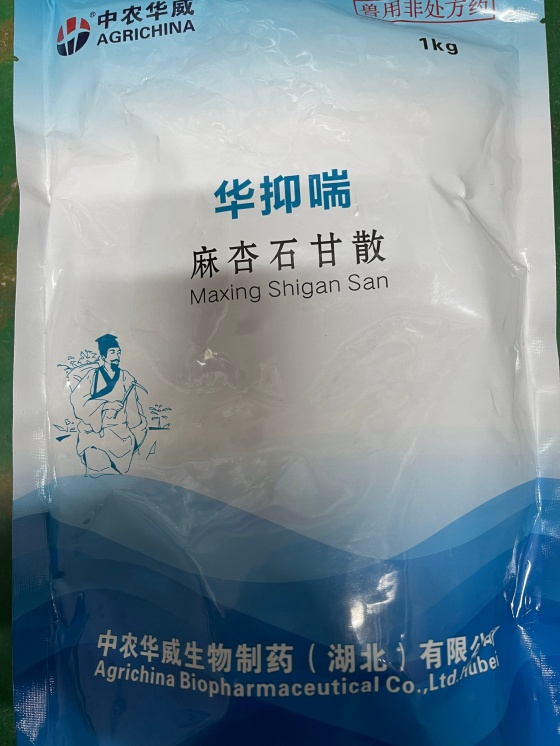 中农华威®
AGRICHINA
兽用非处方药
1kg
华抑喘
麻杏石甘散
Maxing Shigan San
中农华威生物制药（湖北）有限公
Agrichina Biopharmaceutical Co.,Ltd.Hubei